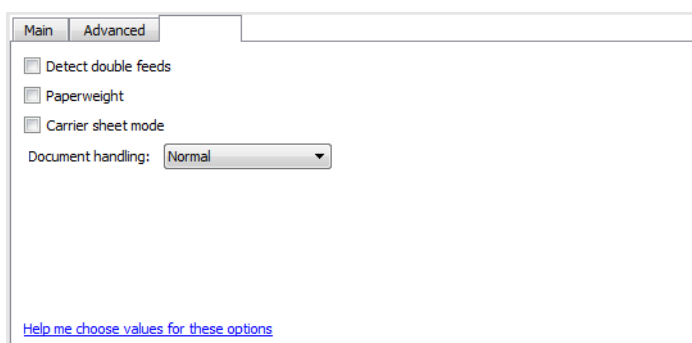 Main Advanced
Detect double feeds
Paperweight
Carrier sheet mode
Document handling: Normal
Help me choose values for these options